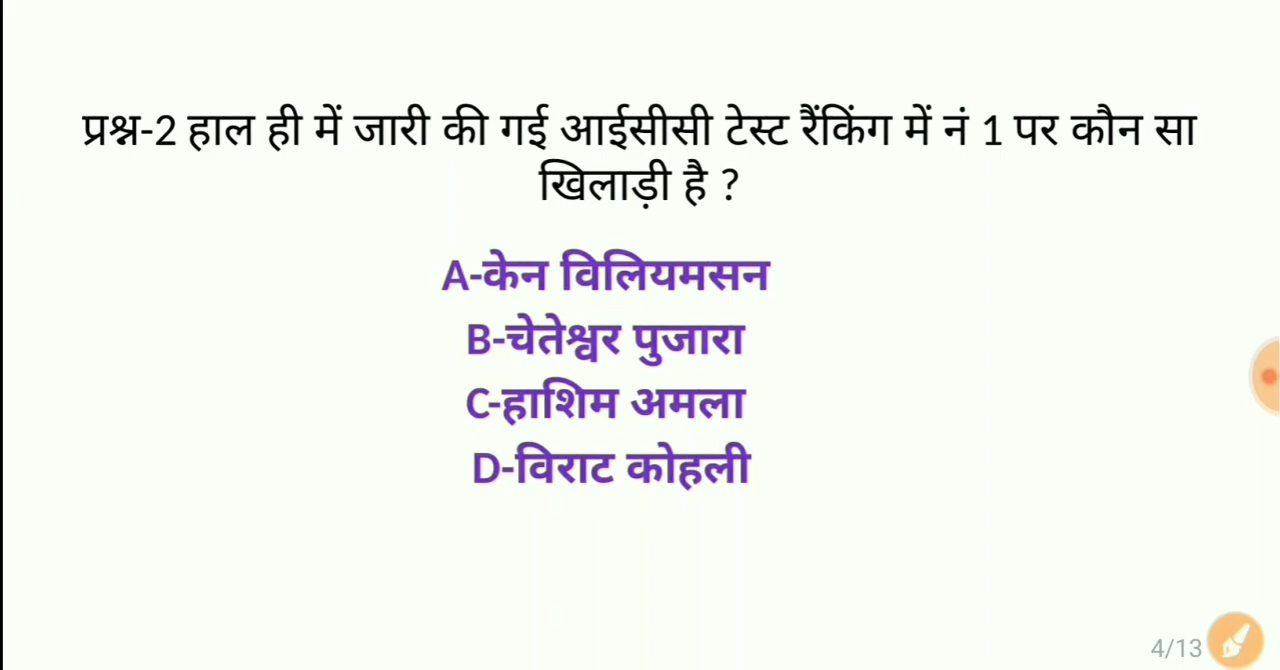 प्रश्न-2 हाल ही में जारी की गई आईसीसी टेस्ट रैंकिंग में नं 1 पर कौन सा
खिलाड़ी है ?
A-केन विलियमसन
B-चेतेश्वर पुजारा
C-हाशिम अमला
D-विराट कोहली
4/13